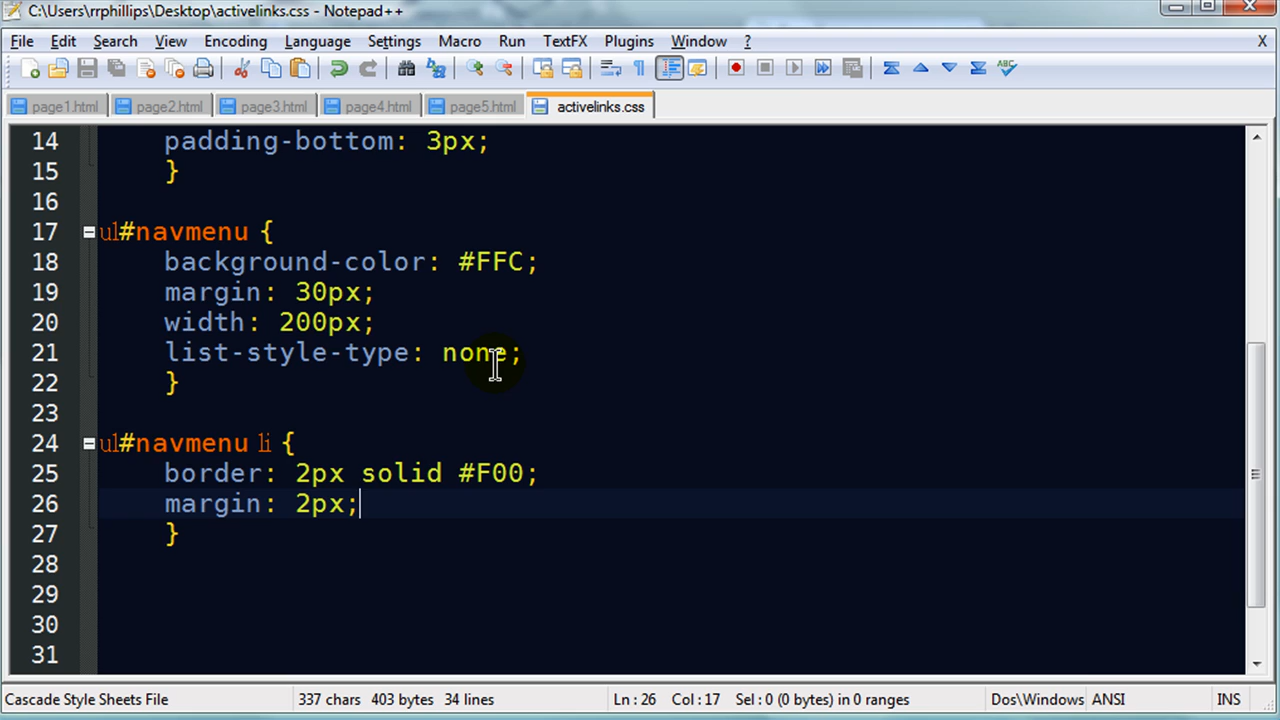 C:\Users\rrphillips\Desktop\activelinks.css - Notepad++
File Edit Search View Encoding Language Settings Macro Run TextFX Plugins Window ? X
page1.html page2.html page3.html page4.html page5.html activelinks.css
14 padding-bottom: 3px;
15 }
16
17 ul#navmenu {
18 background-color: #FFC;
19 margin: 30px;
20 width: 200px;
21 list-style-type: none;
22 }
23
24 ul#navmenu li {
25 border: 2px solid #F00;
26 margin: 2px;
27 }
28
29
30
31
Cascade Style Sheets File 337 chars 403 bytes 34 lines Ln : 26 Col : 17 Sel : 0 (0 bytes) in 0 ranges Dos\Windows ANSI INS